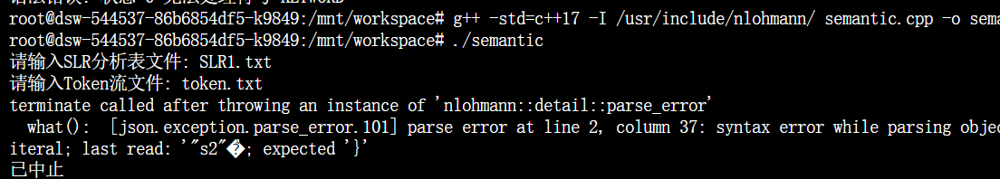 root@dsw-544537-86b6854df5-k9849:/mnt/workspace# g++ -std=c++17 -I /usr/include/nlohmann/ semantic.cpp -o sema
root@dsw-544537-86b6854df5-k9849:/mnt/workspace# ./semantic
请输入SLR分析表文件: SLR1.txt
请输入Token流文件: token.txt
terminate called after throwing an instance of 'nlohmann::detail::parse_error'
  what():  [json.exception.parse_error.101] parse error at line 2, column 37: syntax error while parsing objec
iteral; last read: '"s2"�; expected '}'
已中止